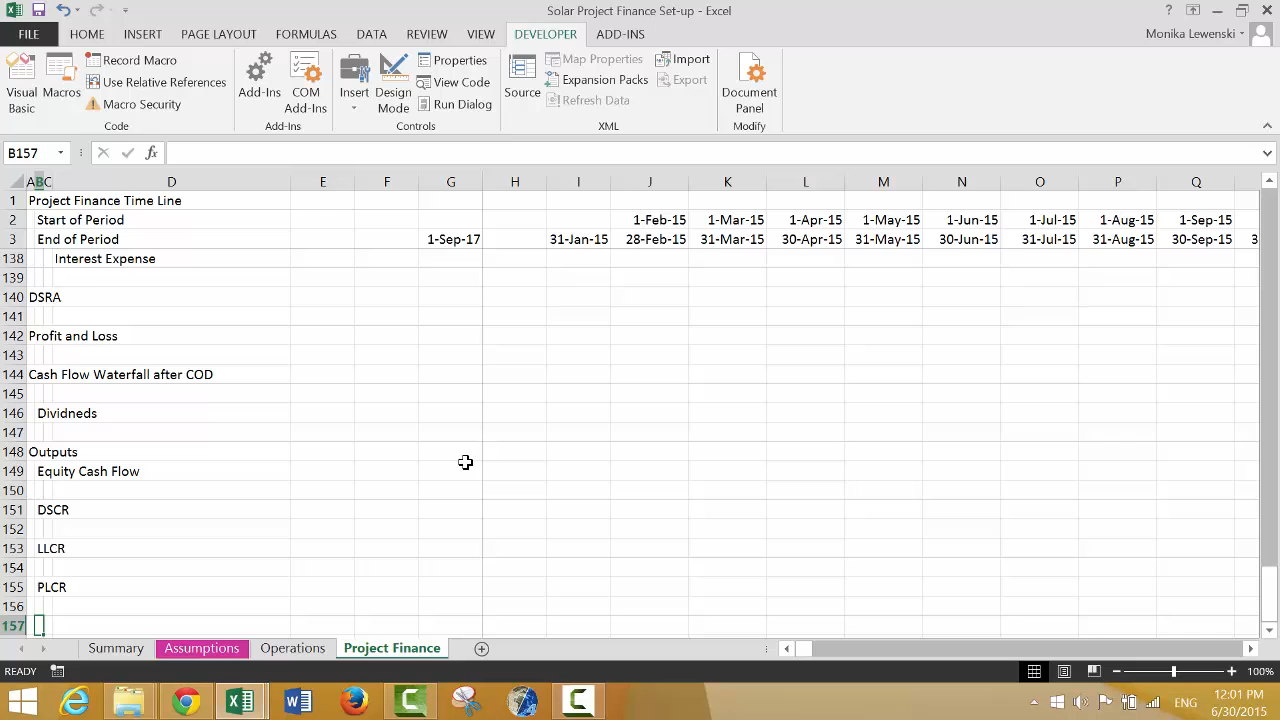 Solar Project Finance Set-up - Excel
FILE HOME INSERT PAGE LAYOUT FORMULAS DATA REVIEW VIEW DEVELOPER ADD-INS Monika Lewenski
Visual Basic
Macros
Record Macro
Use Relative References
Macro Security
Code
Add-Ins
COM Add-Ins
Add-Ins
Insert
Design Mode
Properties
View Code
Run Dialog
Controls
Source
Map Properties
Expansion Packs
Refresh Data
Import
Export
XML
Document Panel
Modify
B157 fx
A B C D E F G H I J K L M N O P Q
1 Project Finance Time Line
2 Start of Period 1-Feb-15 1-Mar-15 1-Apr-15 1-May-15 1-Jun-15 1-Jul-15 1-Aug-15 1-Sep-15
3 End of Period 1-Sep-17 31-Jan-15 28-Feb-15 31-Mar-15 30-Apr-15 31-May-15 30-Jun-15 31-Jul-15 31-Aug-15 30-Sep-15 3
138 Interest Expense
139
140 DSRA
141
142 Profit and Loss
143
144 Cash Flow Waterfall after COD
145
146 Dividneds
147
148 Outputs
149 Equity Cash Flow
150
151 DSCR
152
153 LLCR
154
155 PLCR
156
157
Summary Assumptions Operations Project Finance
READY 100%
ENG 12:01 PM
6/30/2015